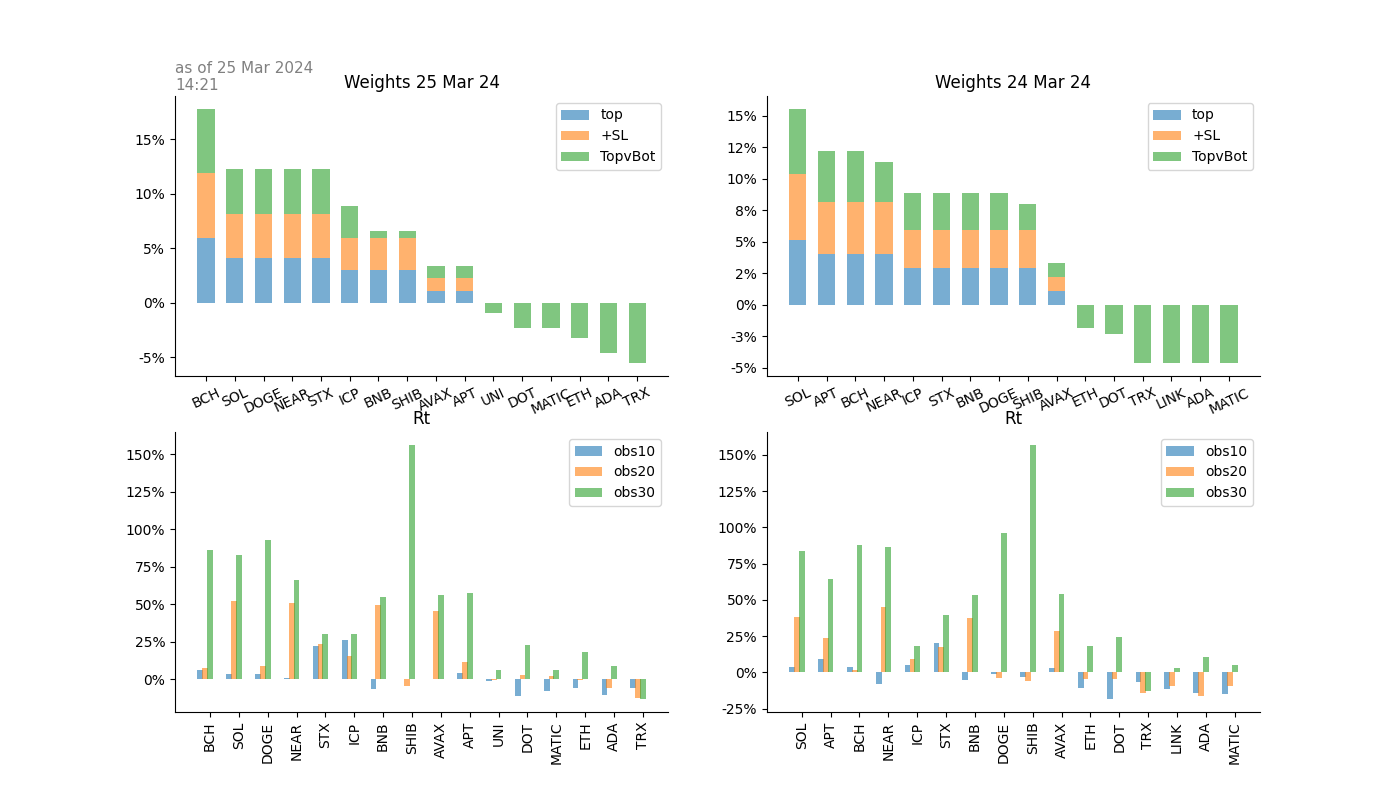 as of 25 Mar 2024
14:21
Weights 25 Mar 24
15%
10%
5%
0%
-5%
top
+SL
TopvBot
BCH SOL DOGE NEAR STX ICP BNB SHIB AVAX APT UNI DOT MATIC ETH ADA TRX
Weights 24 Mar 24
15%
12%
10%
8%
5%
2%
0%
-3%
-5%
top
+SL
TopvBot
SOL APT BCH NEAR ICP STX BNB DOGE SHIB AVAX ETH DOT TRX LINK ADA MATIC
Rt
150%
125%
100%
75%
50%
25%
0%
obs10
obs20
obs30
BCH SOL DOGE NEAR STX ICP BNB SHIB AVAX APT UNI DOT MATIC ETH ADA TRX
Rt
150%
125%
100%
75%
50%
25%
0%
-25%
obs10
obs20
obs30
SOL APT BCH NEAR ICP STX BNB DOGE SHIB AVAX ETH DOT TRX LINK ADA MATIC